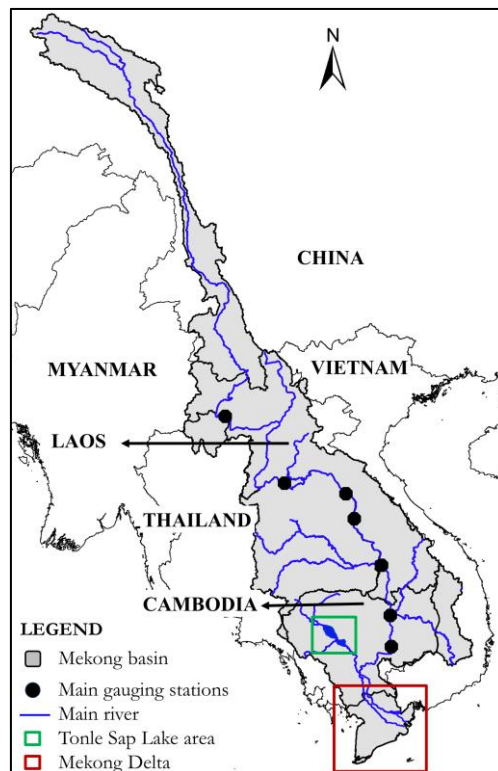 N
CHINA
MYANMAR
VIETNAM
LAOS
THAILAND
CAMBODIA
LEGEND
Mekong basin
Main gauging stations
Main river
Tonle Sap Lake area
Mekong Delta